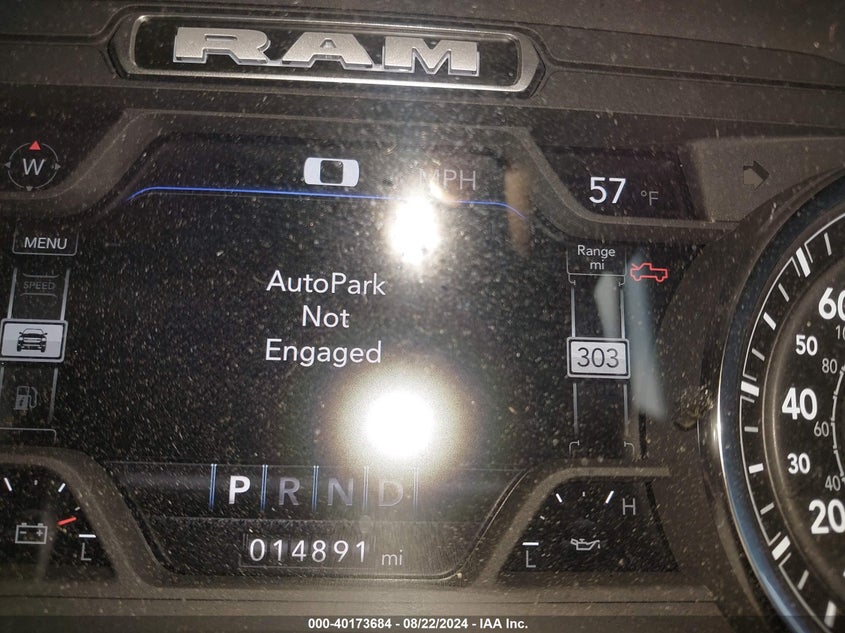 RAM
W
MPH
57 °F
MENU
Range
mi
SPEED
AutoPark
Not
Engaged
303
60
50
80
40
60
30
40
20
P R N D
H
L
014891 mi
L
000-40173684 - 08/22/2024 - IAA Inc.